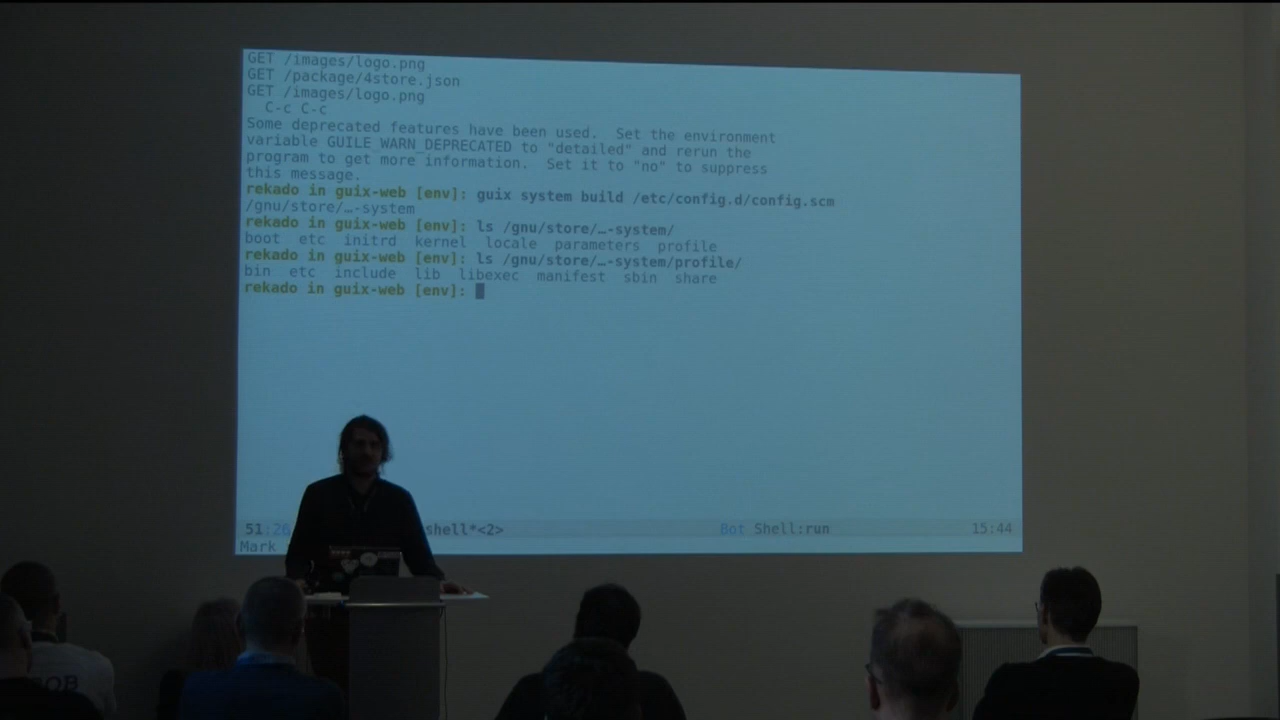 GET /images/logo.png
GET /package/4store.json
GET /images/logo.png
C-c C-c
Some deprecated features have been used. Set the environment
variable GUILE_WARN_DEPRECATED to "detailed" and rerun the
program to get more information. Set it to "no" to suppress
this message.
rekado in guix-web [env]: guix system build /etc/config.d/config.scm
/gnu/store/…-system
rekado in guix-web [env]: ls /gnu/store/…-system/
boot etc initrd kernel locale parameters profile
rekado in guix-web [env]: ls /gnu/store/…-system/profile/
bin etc include lib libexec manifest sbin share
rekado in guix-web [env]:
51:26 shell*<2> Bot Shell:run 15:44
Mark
OB